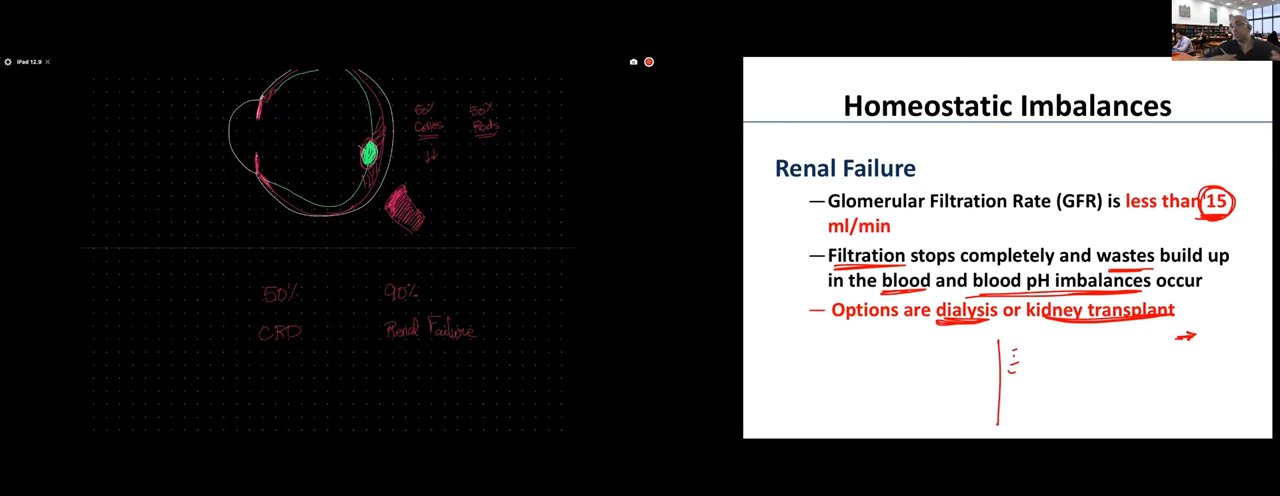 iPad 12.9
50% 50%
Cones Rods
50% 90%
CRD Renal Failure
Homeostatic Imbalances
Renal Failure
—Glomerular Filtration Rate (GFR) is less than 15
ml/min
—Filtration stops completely and wastes build up
in the blood and blood pH imbalances occur
— Options are dialysis or kidney transplant